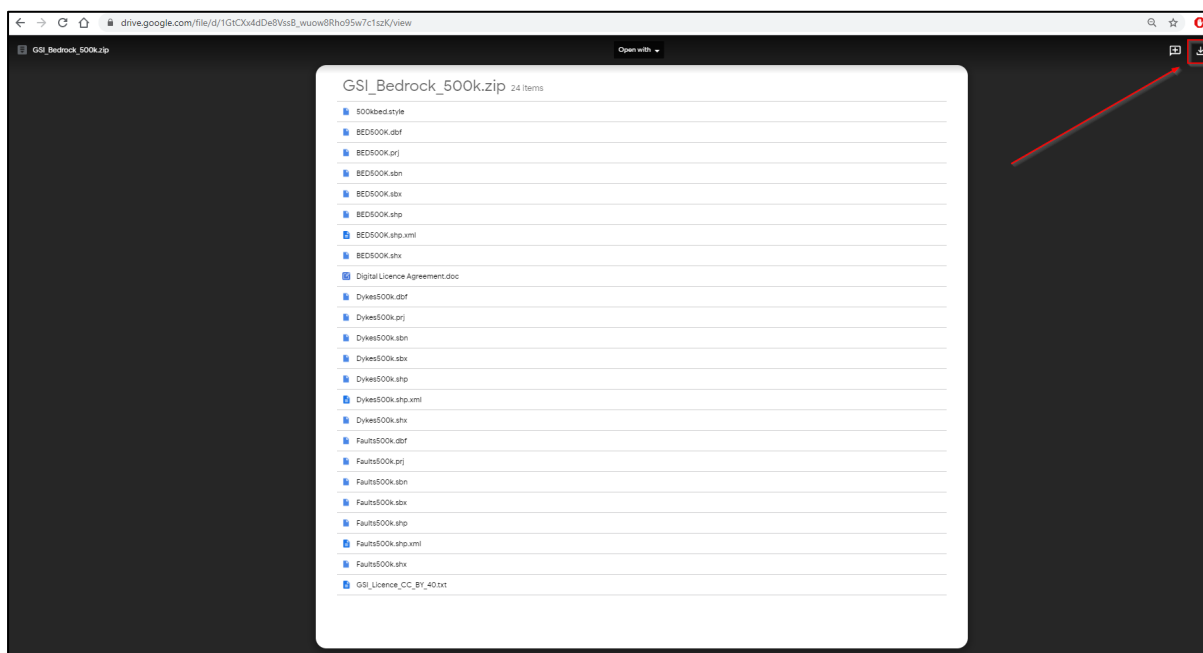 drive.google.com/file/d/1GtCXx4dDe8VssB_wuow8Rho95w7c1szK/view
GSI_Bedrock_500k.zip
Open with
GSI_Bedrock_500k.zip 24 items
500kbed.style
BED500K.dbf
BED500K.prj
BED500K.sbn
BED500K.sbx
BED500K.shp
BED500K.shp.xml
BED500K.shx
Digital Licence Agreement.doc
Dykes500k.dbf
Dykes500k.prj
Dykes500k.sbn
Dykes500k.sbx
Dykes500k.shp
Dykes500k.shp.xml
Dykes500k.shx
Faults500k.dbf
Faults500k.prj
Faults500k.sbn
Faults500k.sbx
Faults500k.shp
Faults500k.shp.xml
Faults500k.shx
GSI_Licence_CC_BY_40.txt